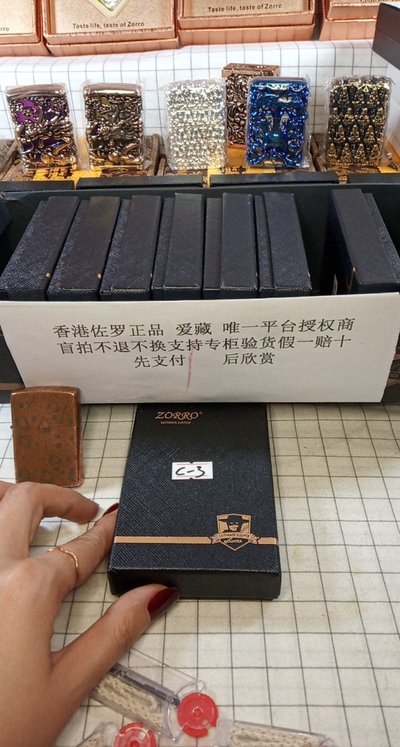 Taste life, taste of Zorro
Taste life, taste of Zorro
香港佐罗正品 爱藏 唯一平台授权商
盲拍不退不换支持专柜验货假一赔十
先支付 后欣赏
ZORRO®
C-3